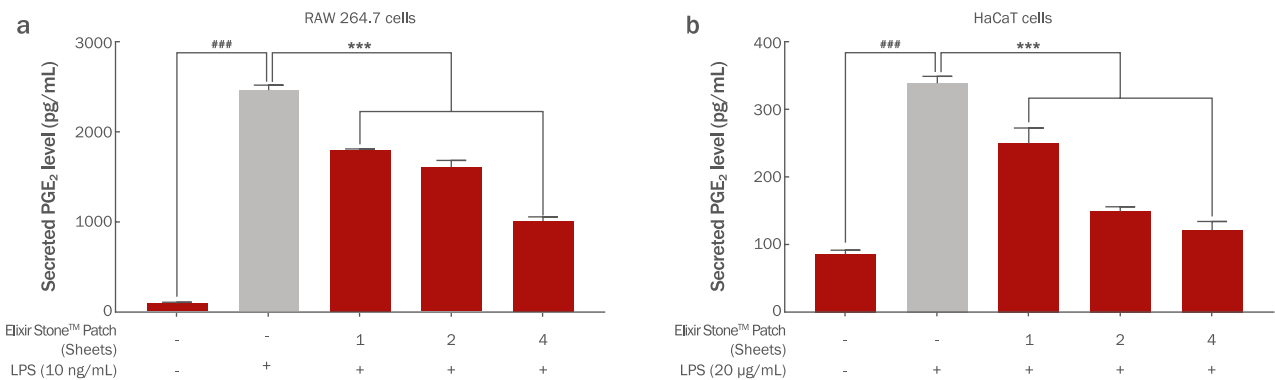 a
RAW 264.7 cells
3000
2000
1000
0
Secreted PGE₂ level (pg/mL)
###
***
Elixir Stone™ Patch
(Sheets)
- - 1 2 4
LPS (10 ng/mL)
- + + + +
b
HaCaT cells
400
300
200
100
0
Secreted PGE₂ level (pg/mL)
###
***
Elixir Stone™ Patch
(Sheets)
- - 1 2 4
LPS (20 µg/mL)
- + + + +